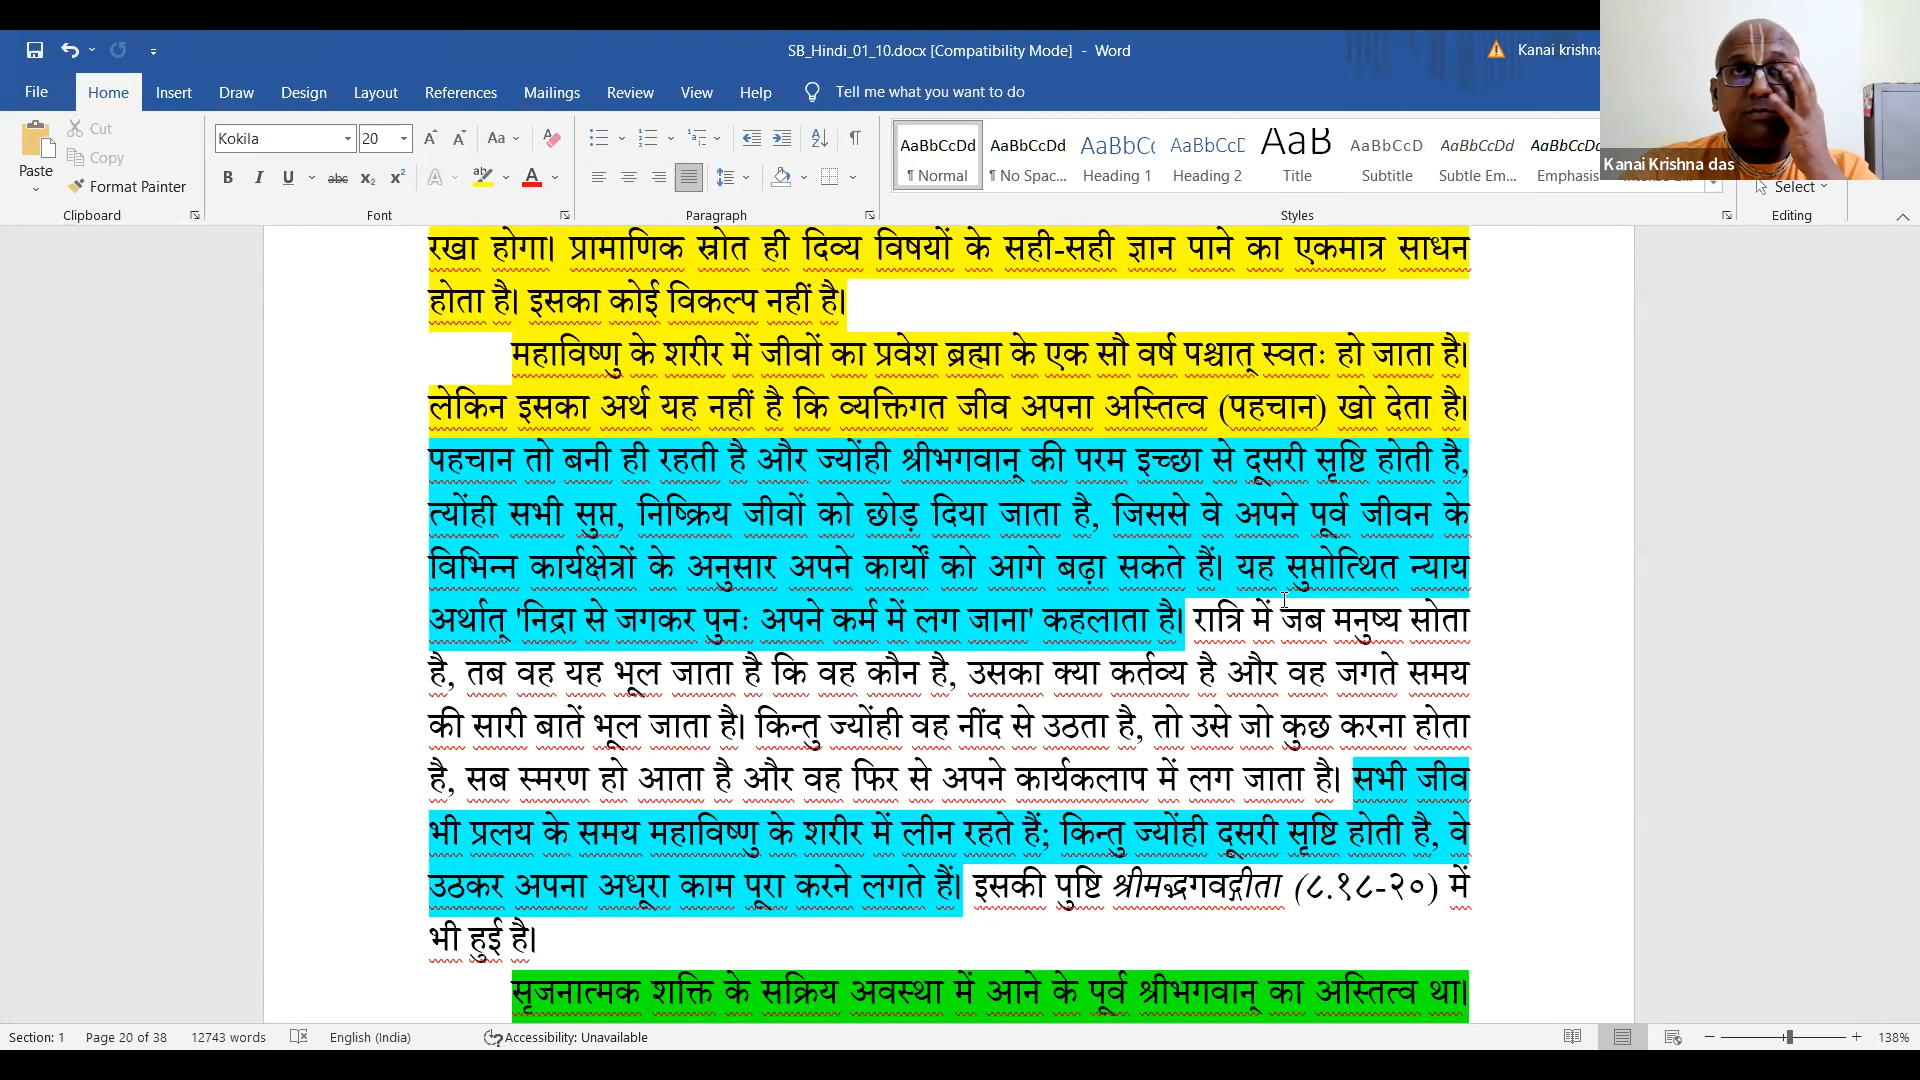 SB_Hindi_01_10.docx [Compatibility Mode] - Word
Kanai krishna
File Home Insert Draw Design Layout References Mailings Review View Help Tell me what you want to do
Paste
Cut
Copy
Format Painter
Kokila 20
AaBbCcDd AaBbCcDd AaBbCc AaBbCcD AaB AaBbCcD AaBbCcDd AaBbCcDd
¶ Normal ¶ No Spac... Heading 1 Heading 2 Title Subtitle Subtle Em... Emphasis
Select
Clipboard Font Paragraph Styles Editing
Kanai Krishna das
रखा होगा। प्रामाणिक स्रोत ही दिव्य विषयों के सही-सही ज्ञान पाने का एकमात्र साधन
होता है। इसका कोई विकल्प नहीं है।
महाविष्णु के शरीर में जीवों का प्रवेश ब्रह्मा के एक सौ वर्ष पश्चात् स्वतः हो जाता है।
लेकिन इसका अर्थ यह नहीं है कि व्यक्तिगत जीव अपना अस्तित्व (पहचान) खो देता है।
पहचान तो बनी ही रहती है और ज्योंही श्रीभगवान् की परम इच्छा से दूसरी सृष्टि होती है,
त्योंही सभी सुप्त, निष्क्रिय जीवों को छोड़ दिया जाता है, जिससे वे अपने पूर्व जीवन के
विभिन्न कार्यक्षेत्रों के अनुसार अपने कार्यों को आगे बढ़ा सकते हैं। यह सुप्तोत्थित न्याय
अर्थात् 'निद्रा से जगकर पुनः अपने कर्म में लग जाना' कहलाता है। रात्रि में जब मनुष्य सोता
है, तब वह यह भूल जाता है कि वह कौन है, उसका क्या कर्तव्य है और वह जगते समय
की सारी बातें भूल जाता है। किन्तु ज्योंही वह नींद से उठता है, तो उसे जो कुछ करना होता
है, सब स्मरण हो आता है और वह फिर से अपने कार्यकलाप में लग जाता है। सभी जीव
भी प्रलय के समय महाविष्णु के शरीर में लीन रहते हैं; किन्तु ज्योंही दूसरी सृष्टि होती है, वे
उठकर अपना अधूरा काम पूरा करने लगते हैं। इसकी पुष्टि श्रीमद्भगवद्गीता (८.१८-२०) में
भी हुई है।
सृजनात्मक शक्ति के सक्रिय अवस्था में आने के पूर्व श्रीभगवान् का अस्तित्व था।
Section: 1 Page 20 of 38 12743 words English (India) Accessibility: Unavailable 138%